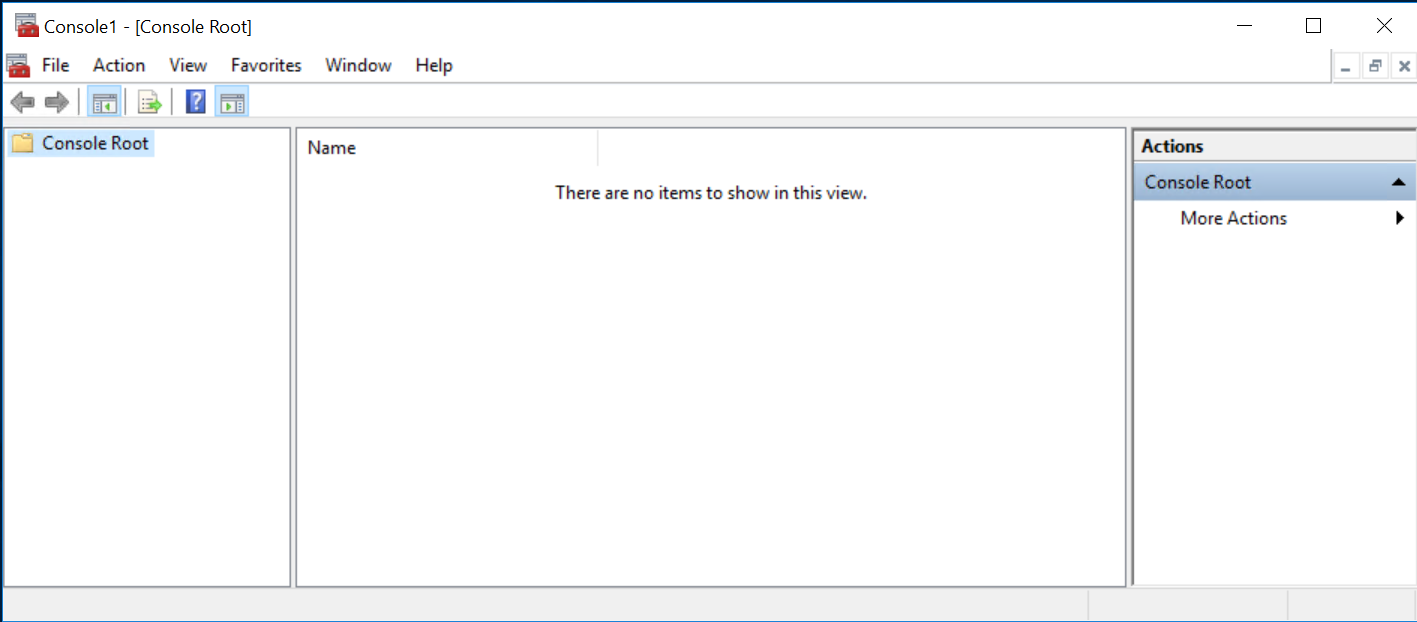 Console1 - [Console Root]
File Action View Favorites Window Help
?
Console Root
Name
There are no items to show in this view.
Actions
Console Root
More Actions